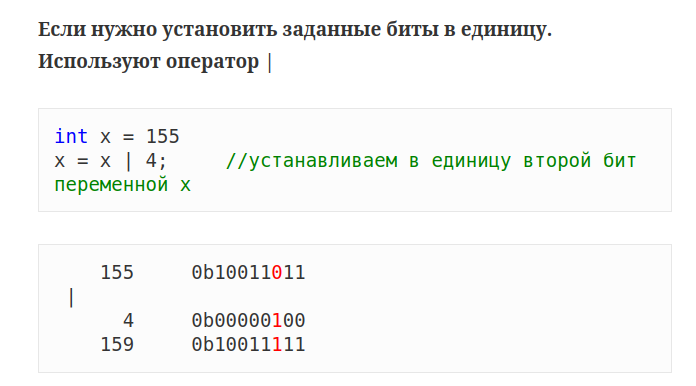 Если нужно установить заданные биты в единицу.
Используют оператор |
int x = 155
x = x | 4;     //устанавливаем в единицу второй бит
переменной x
155     0b10011011
|
4     0b00000100
159     0b10011111